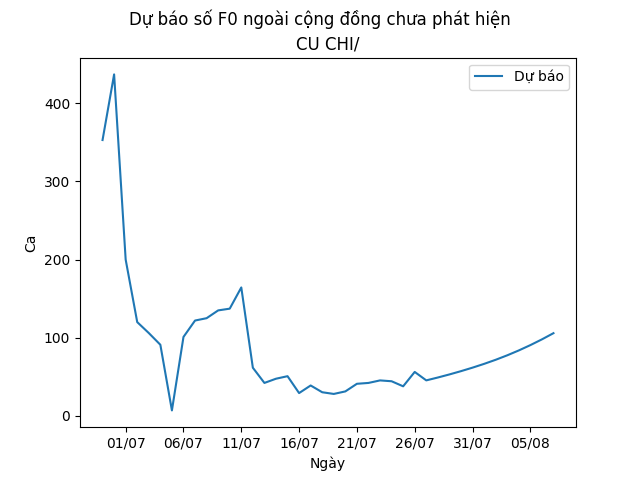 Dự báo số F0 ngoài cộng đồng chưa phát hiện
CU CHI/
Dự báo
400
300
200
100
0
Ca
01/07 06/07 11/07 16/07 21/07 26/07 31/07 05/08
Ngày